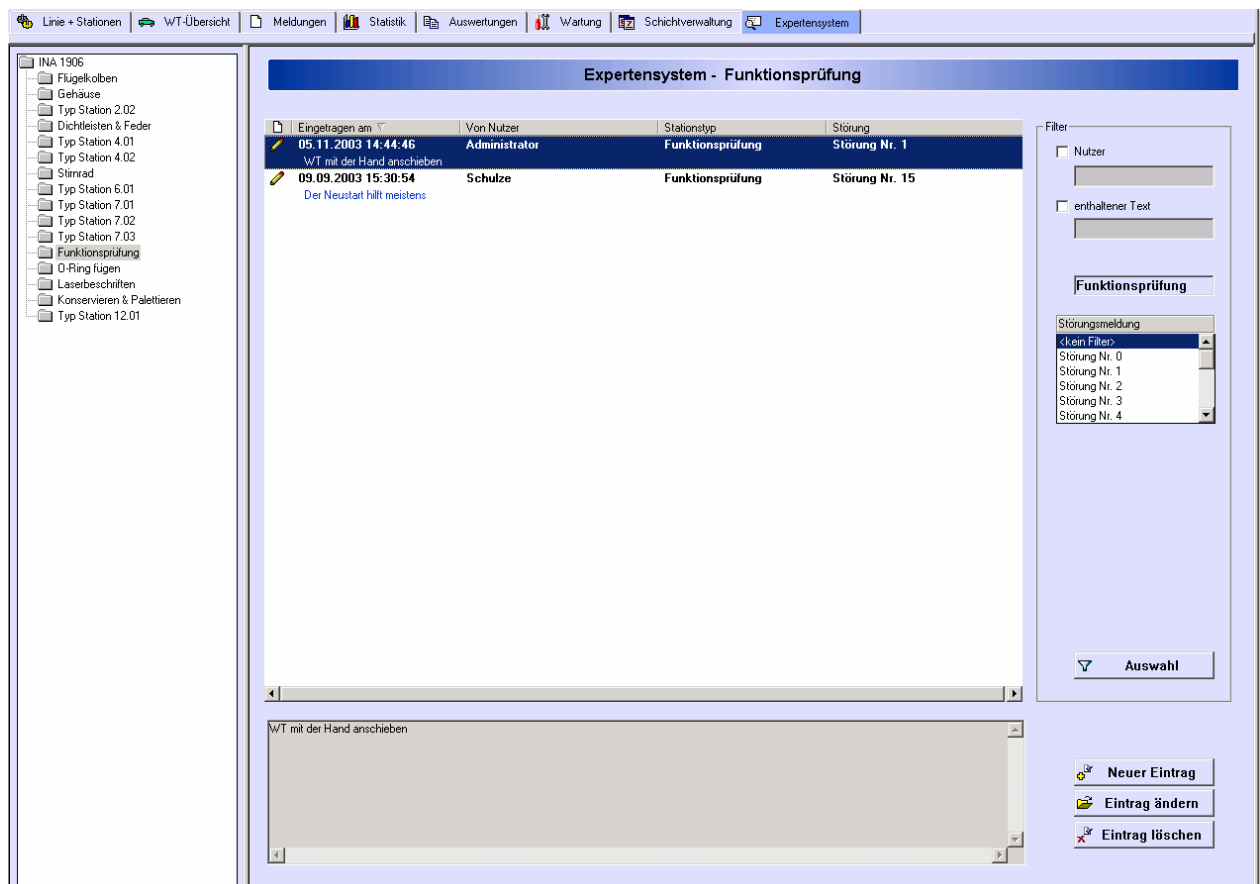 Linie + Stationen WT-Übersicht Meldungen Statistik Auswertungen Wartung Schichtverwaltung Expertensystem
INA 1906
Flügelkolben
Gehäuse
Typ Station 2.02
Dichtleisten & Feder
Typ Station 4.01
Typ Station 4.02
Stirnrad
Typ Station 6.01
Typ Station 7.01
Typ Station 7.02
Typ Station 7.03
Funktionsprüfung
O-Ring fügen
Laserbeschriften
Konservieren & Palettieren
Typ Station 12.01
Expertensystem - Funktionsprüfung
Eingetragen am Von Nutzer Stationstyp Störung
05.11.2003 14:44:46 Administrator Funktionsprüfung Störung Nr. 1
WT mit der Hand anschieben
09.09.2003 15:30:54 Schulze Funktionsprüfung Störung Nr. 15
Der Neustart hilft meistens
Filter
Nutzer
enthaltener Text
Funktionsprüfung
Störungsmeldung
<kein Filter>
Störung Nr. 0
Störung Nr. 1
Störung Nr. 2
Störung Nr. 3
Störung Nr. 4
Auswahl
WT mit der Hand anschieben
Neuer Eintrag
Eintrag ändern
Eintrag löschen